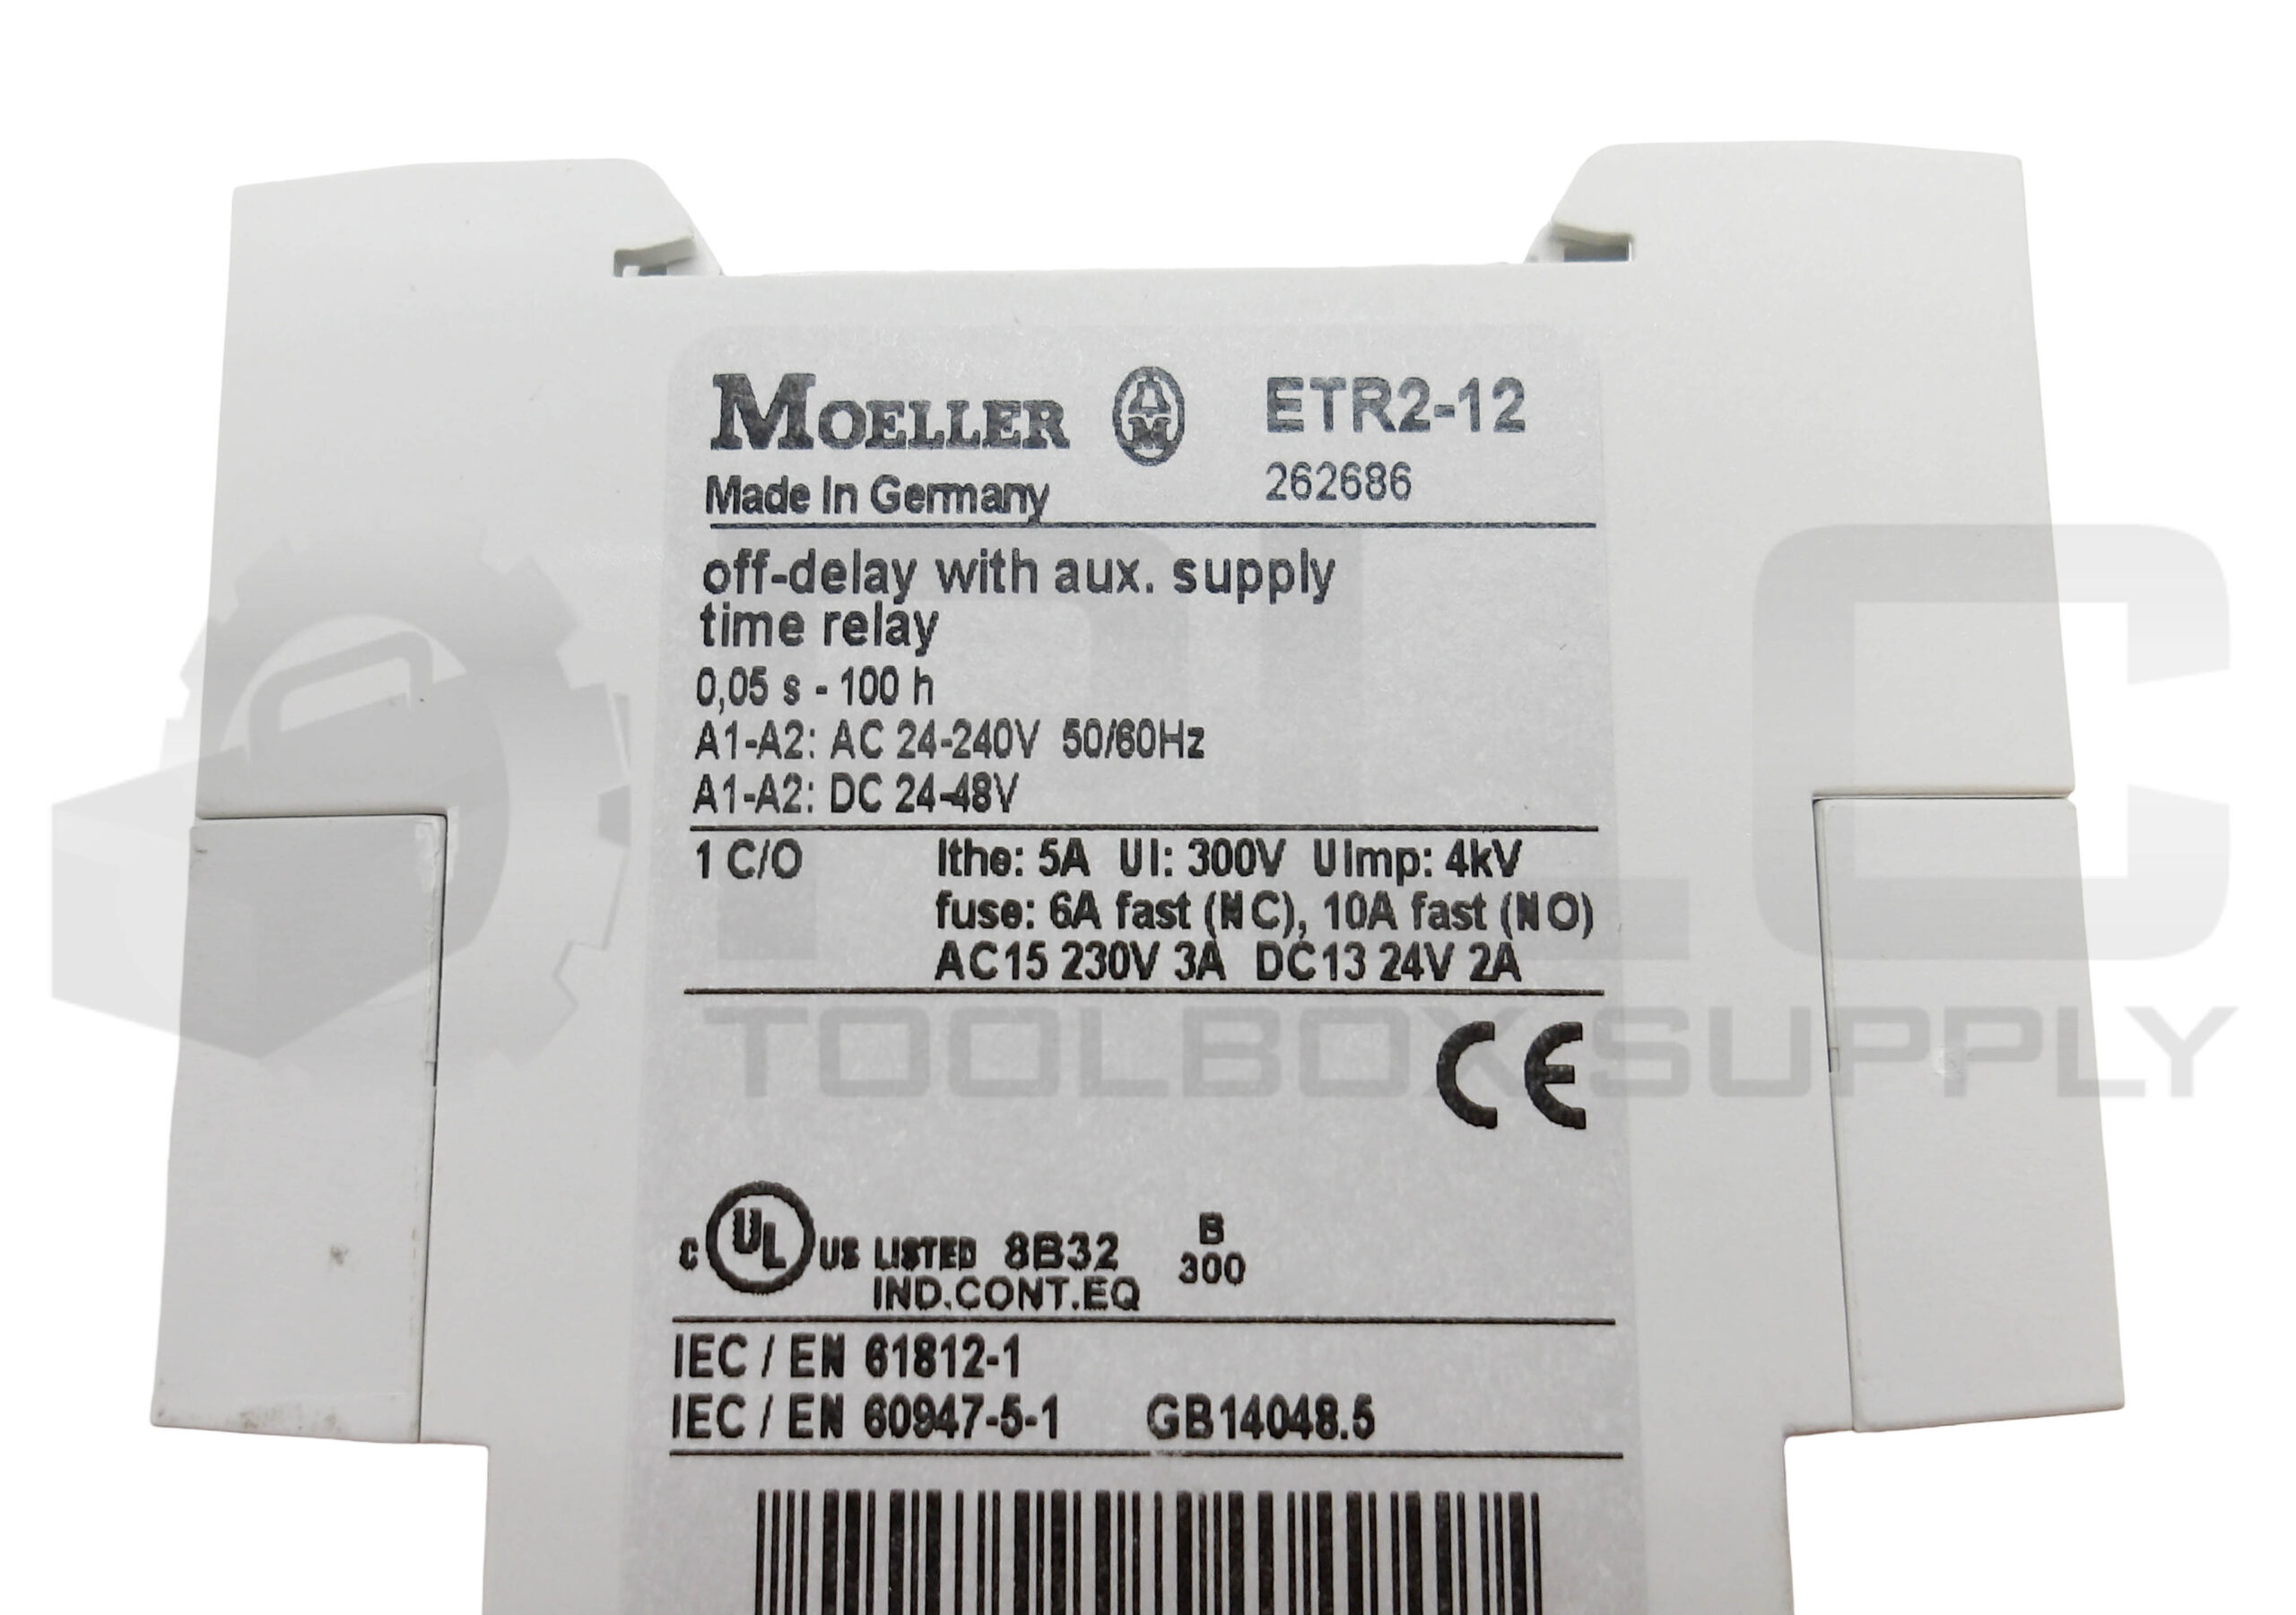 MOELLER ETR2-12
Made In Germany 262686
off-delay with aux. supply
time relay
0,05 s - 100 h
A1-A2: AC 24-240V 50/60Hz
A1-A2: DC 24-48V
1 C/O Ithe: 5A UI: 300V UImp: 4kV
fuse: 6A fast (NC), 10A fast (NO)
AC15 230V 3A DC13 24V 2A
PLC
TOOLBOX SUPPLY
CE
C UL US LISTED 8B32 B
IND.CONT.EQ 300
IEC / EN 61812-1
IEC / EN 60947-5-1 GB14048.5